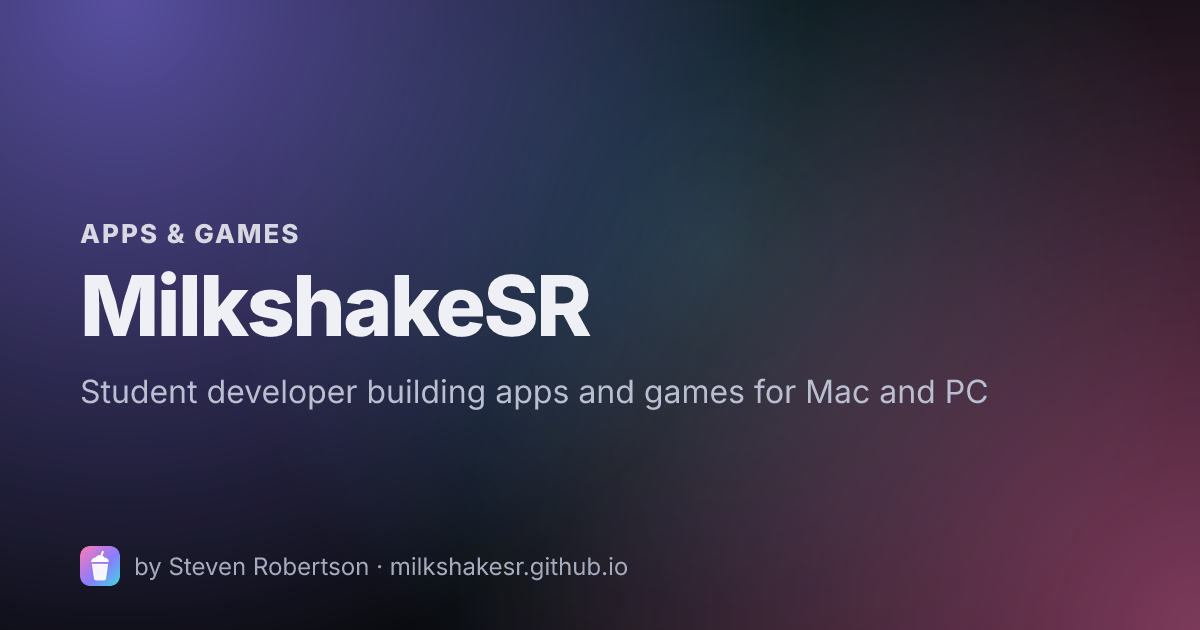 APPS & GAMES
MilkshakeSR
Student developer building apps and games for Mac and PC
by Steven Robertson · milkshakesr.github.io